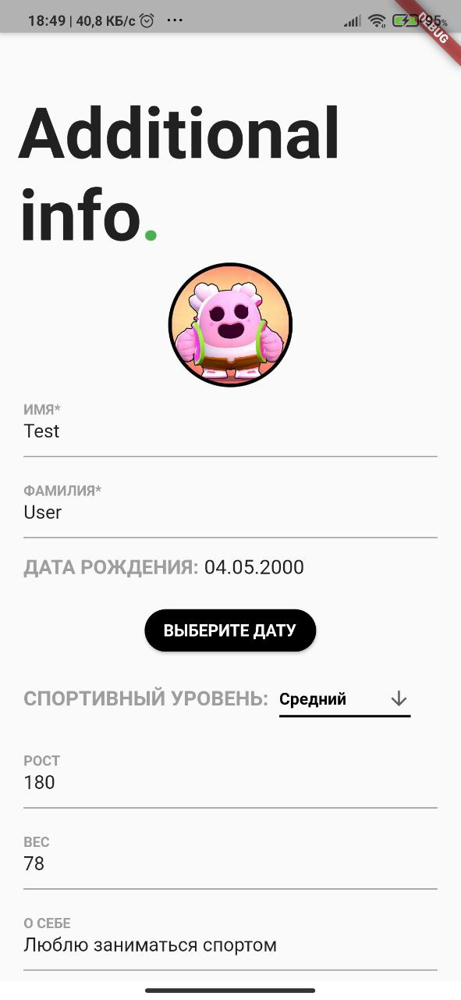 18:49 | 40,8 КБ/с ...
95%
DEBUG
Additional
info.
ИМЯ*
Test
ФАМИЛИЯ*
User
ДАТА РОЖДЕНИЯ: 04.05.2000
ВЫБЕРИТЕ ДАТУ
СПОРТИВНЫЙ УРОВЕНЬ: Средний
РОСТ
180
ВЕС
78
О СЕБЕ
Люблю заниматься спортом